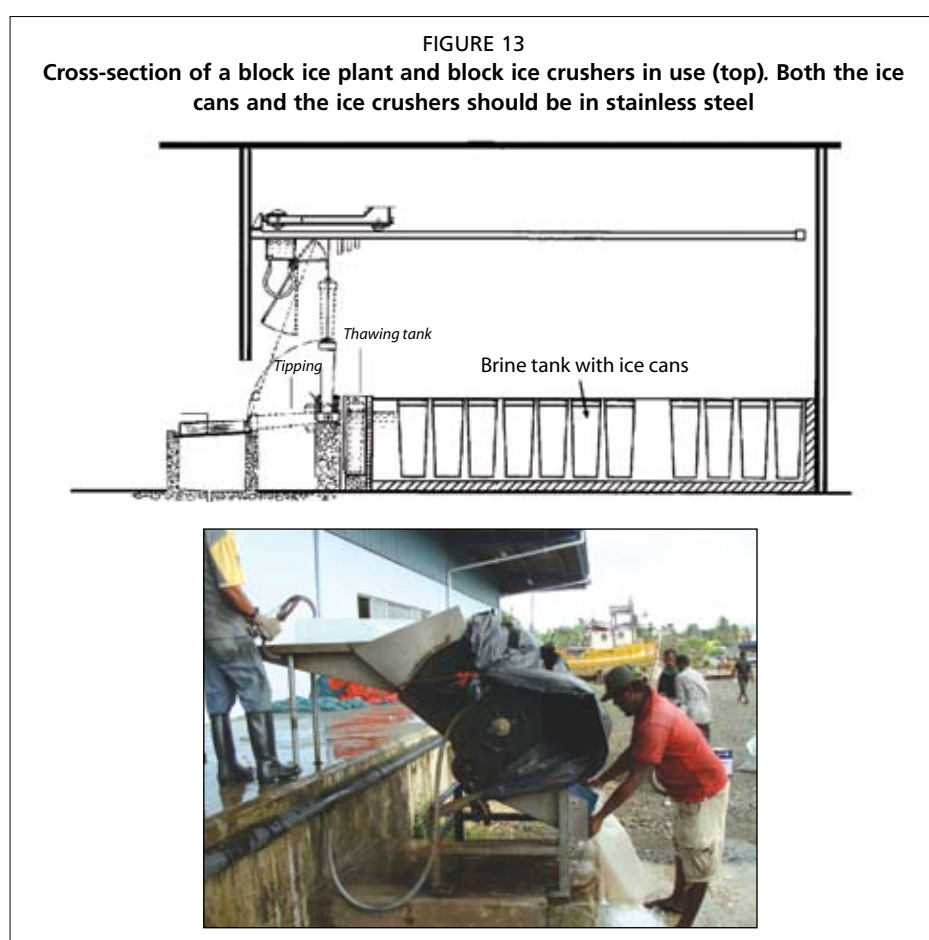 FIGURE 13
Cross-section of a block ice plant and block ice crushers in use (top). Both the ice
cans and the ice crushers should be in stainless steel
Thawing tank
Tipping
Brine tank with ice cans